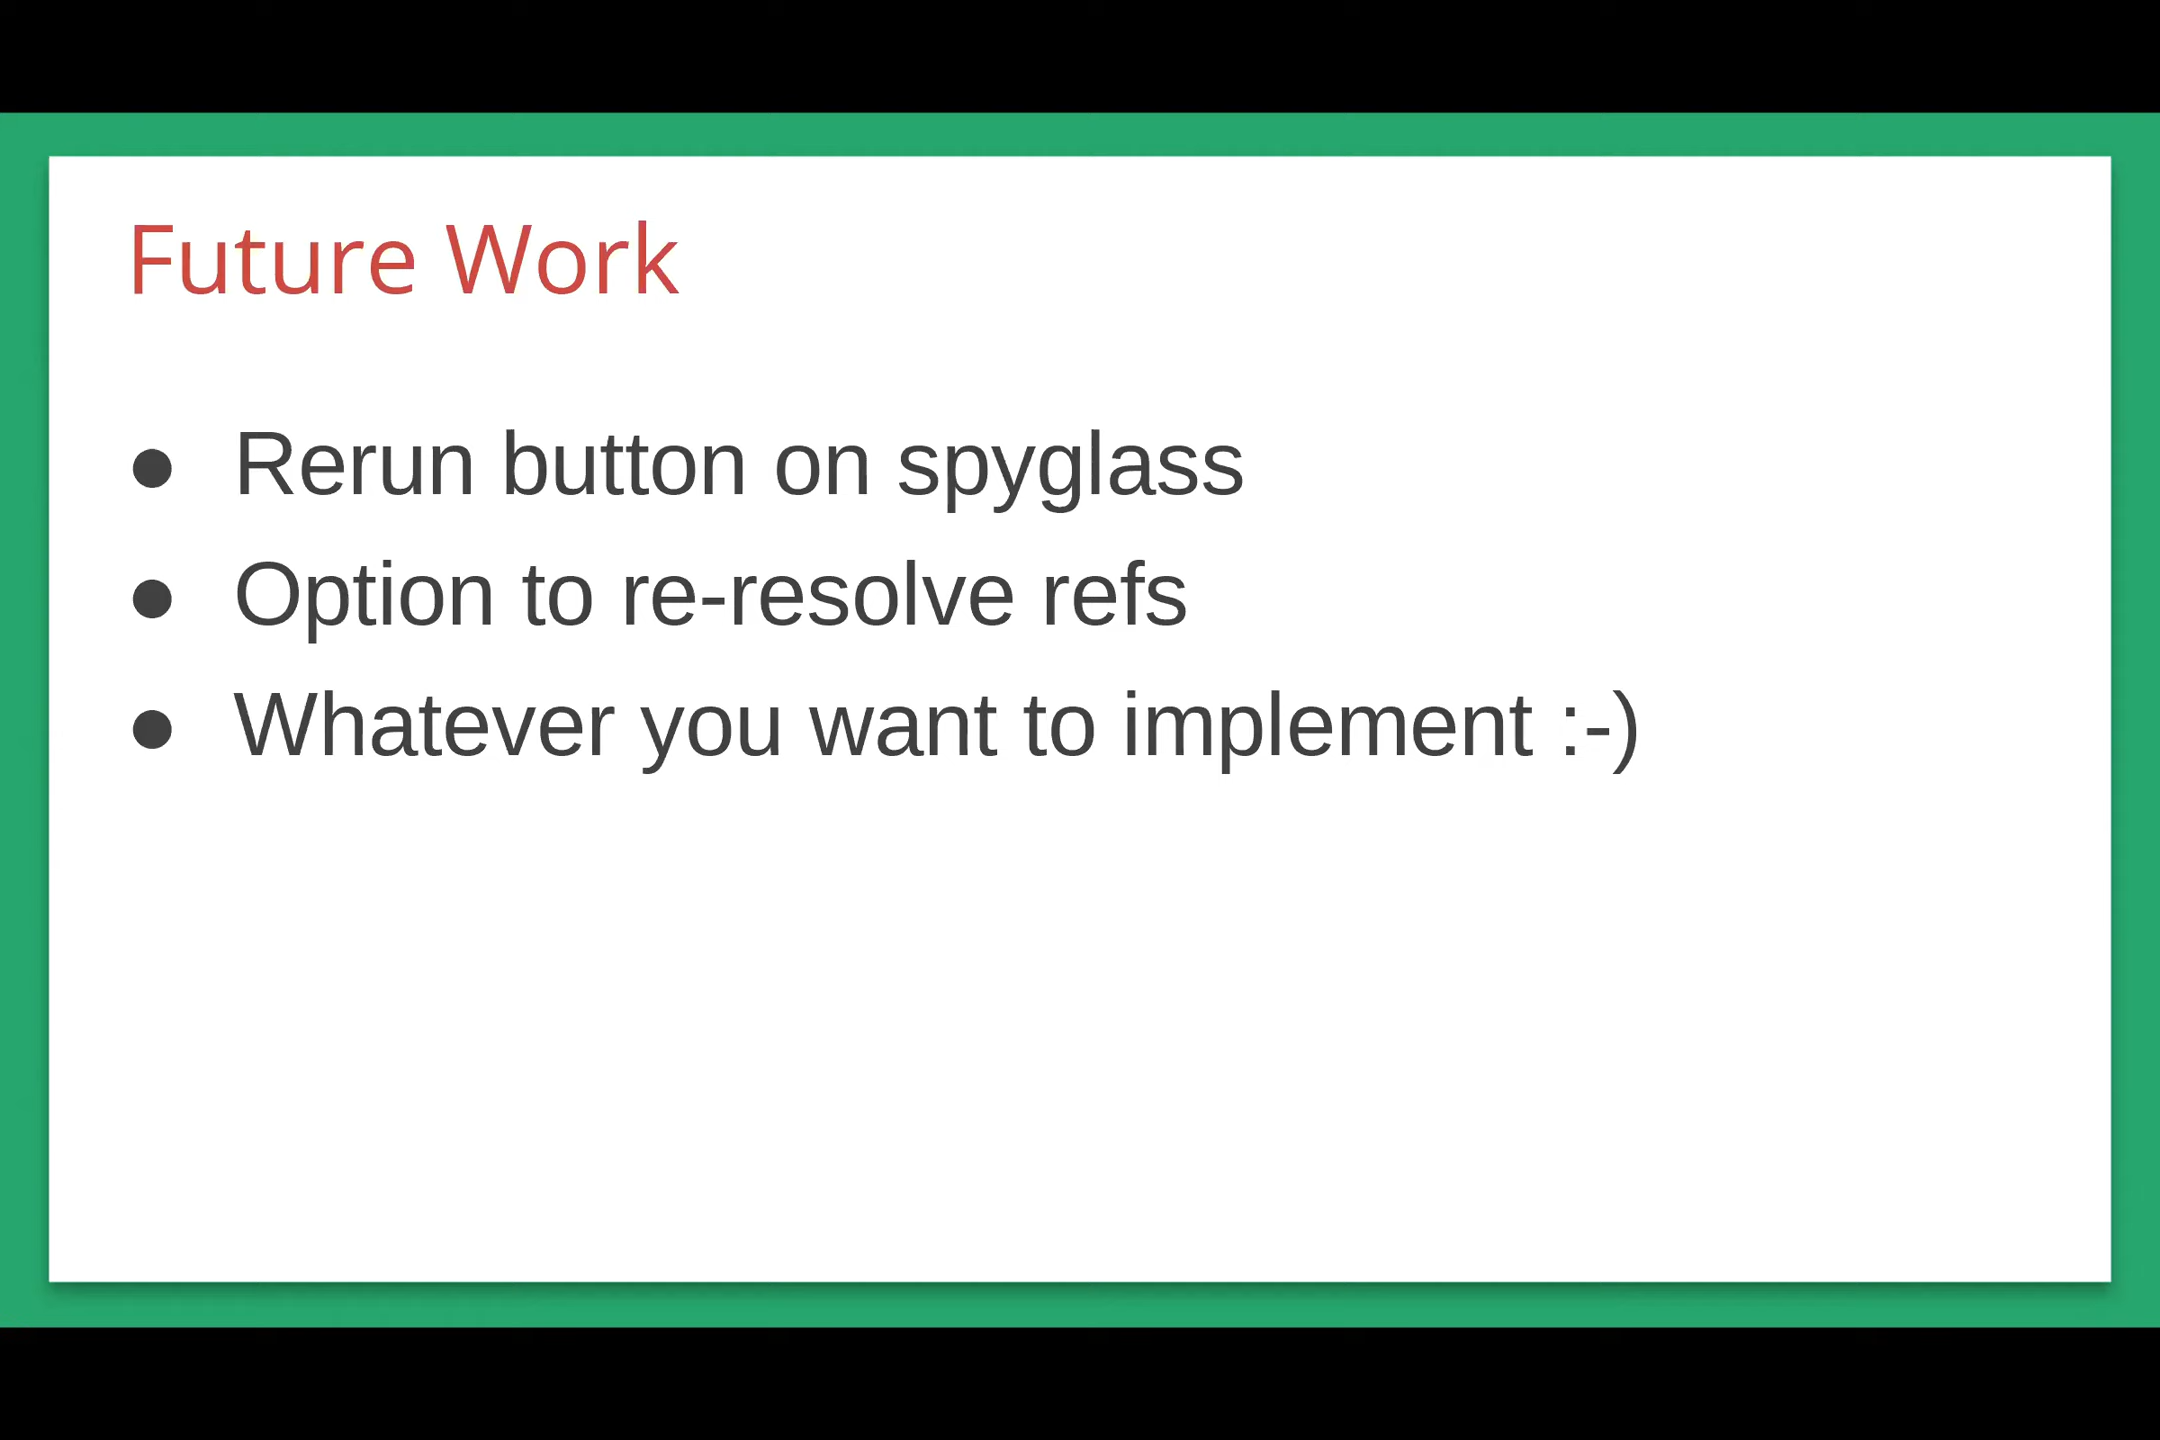 Future Work
● Rerun button on spyglass
● Option to re-resolve refs
● Whatever you want to implement :-)